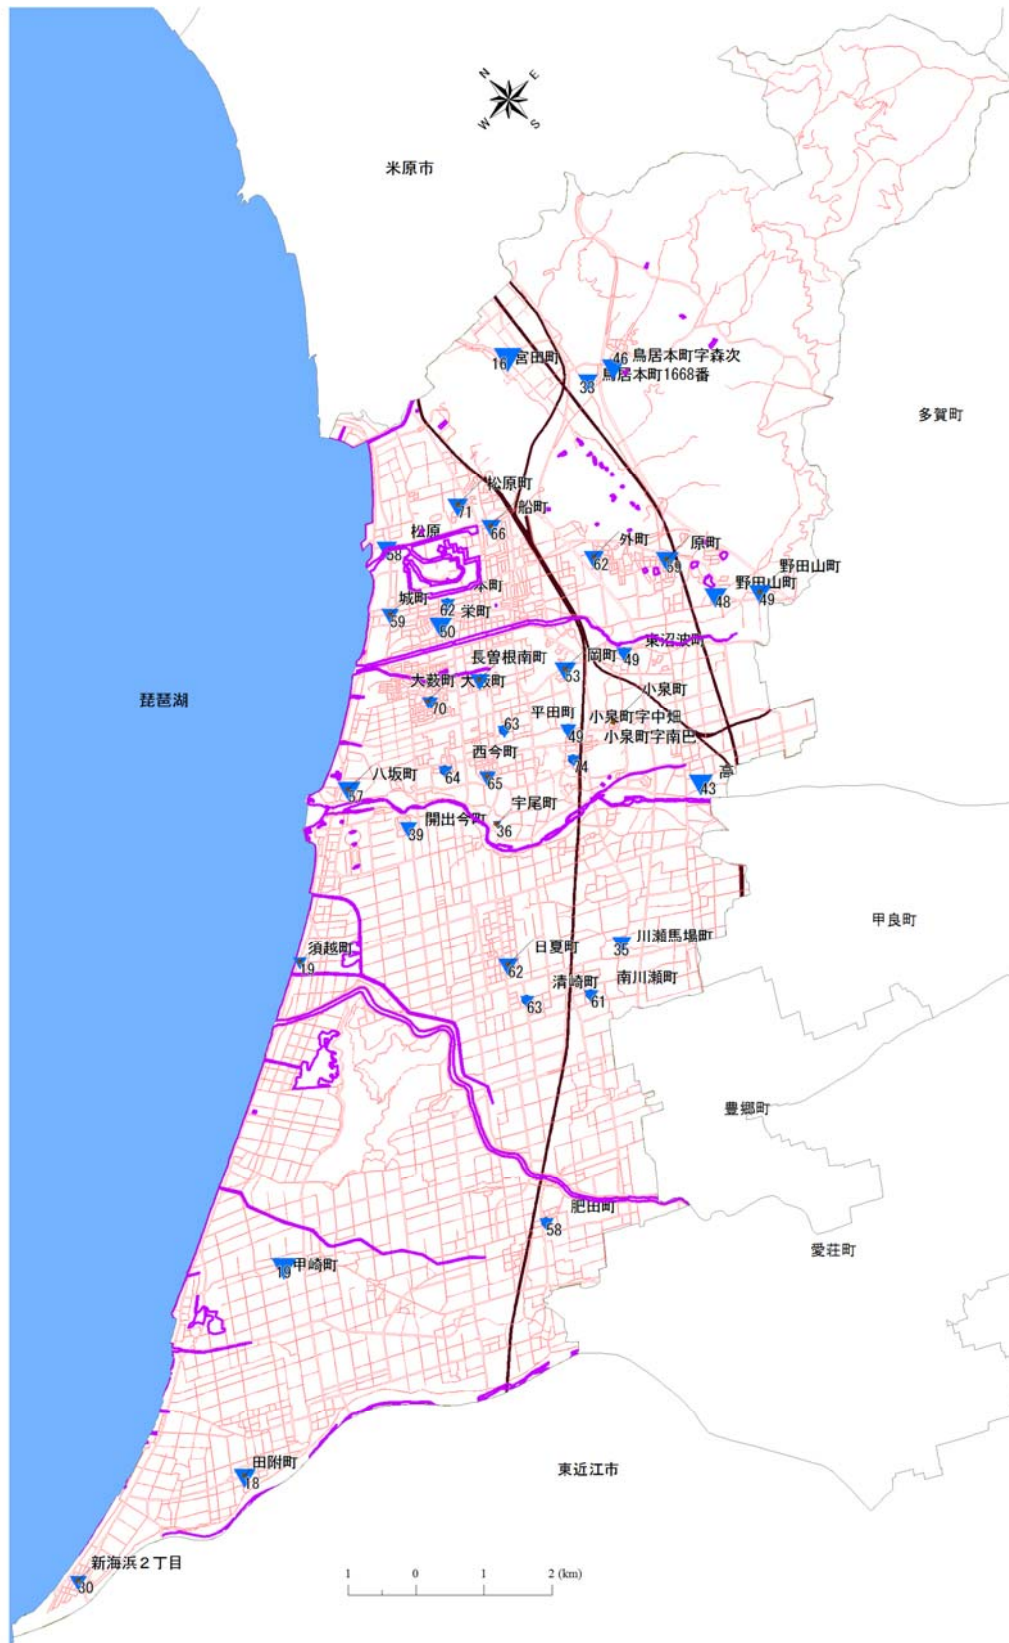 N
E
W
S
米原市
46
鳥居本町字森次
16
宮田町
鳥居本町1668番
33
多賀町
松原町
71
船町
66
松原
58
外町
62
原町
59
野田山町
野田山町
48
49
本町
城町
62
栄町
59
50
東沼波町
49
長曽根南町
岡町
53
琵琶湖
大薮町
大薮町
70
小泉町
平田町
小泉町字中畑
63
49
小泉町字南巴
西今町
74
八坂町
64
65
57
高
43
宇尾町
開出今町
36
39
甲良町
川瀬馬場町
須越町
日夏町
35
19
62
清崎町
南川瀬町
63
61
豊郷町
肥田町
58
愛荘町
甲崎町
19
田附町
18
東近江市
新海浜２丁目
30
1
0
1
2 (km)